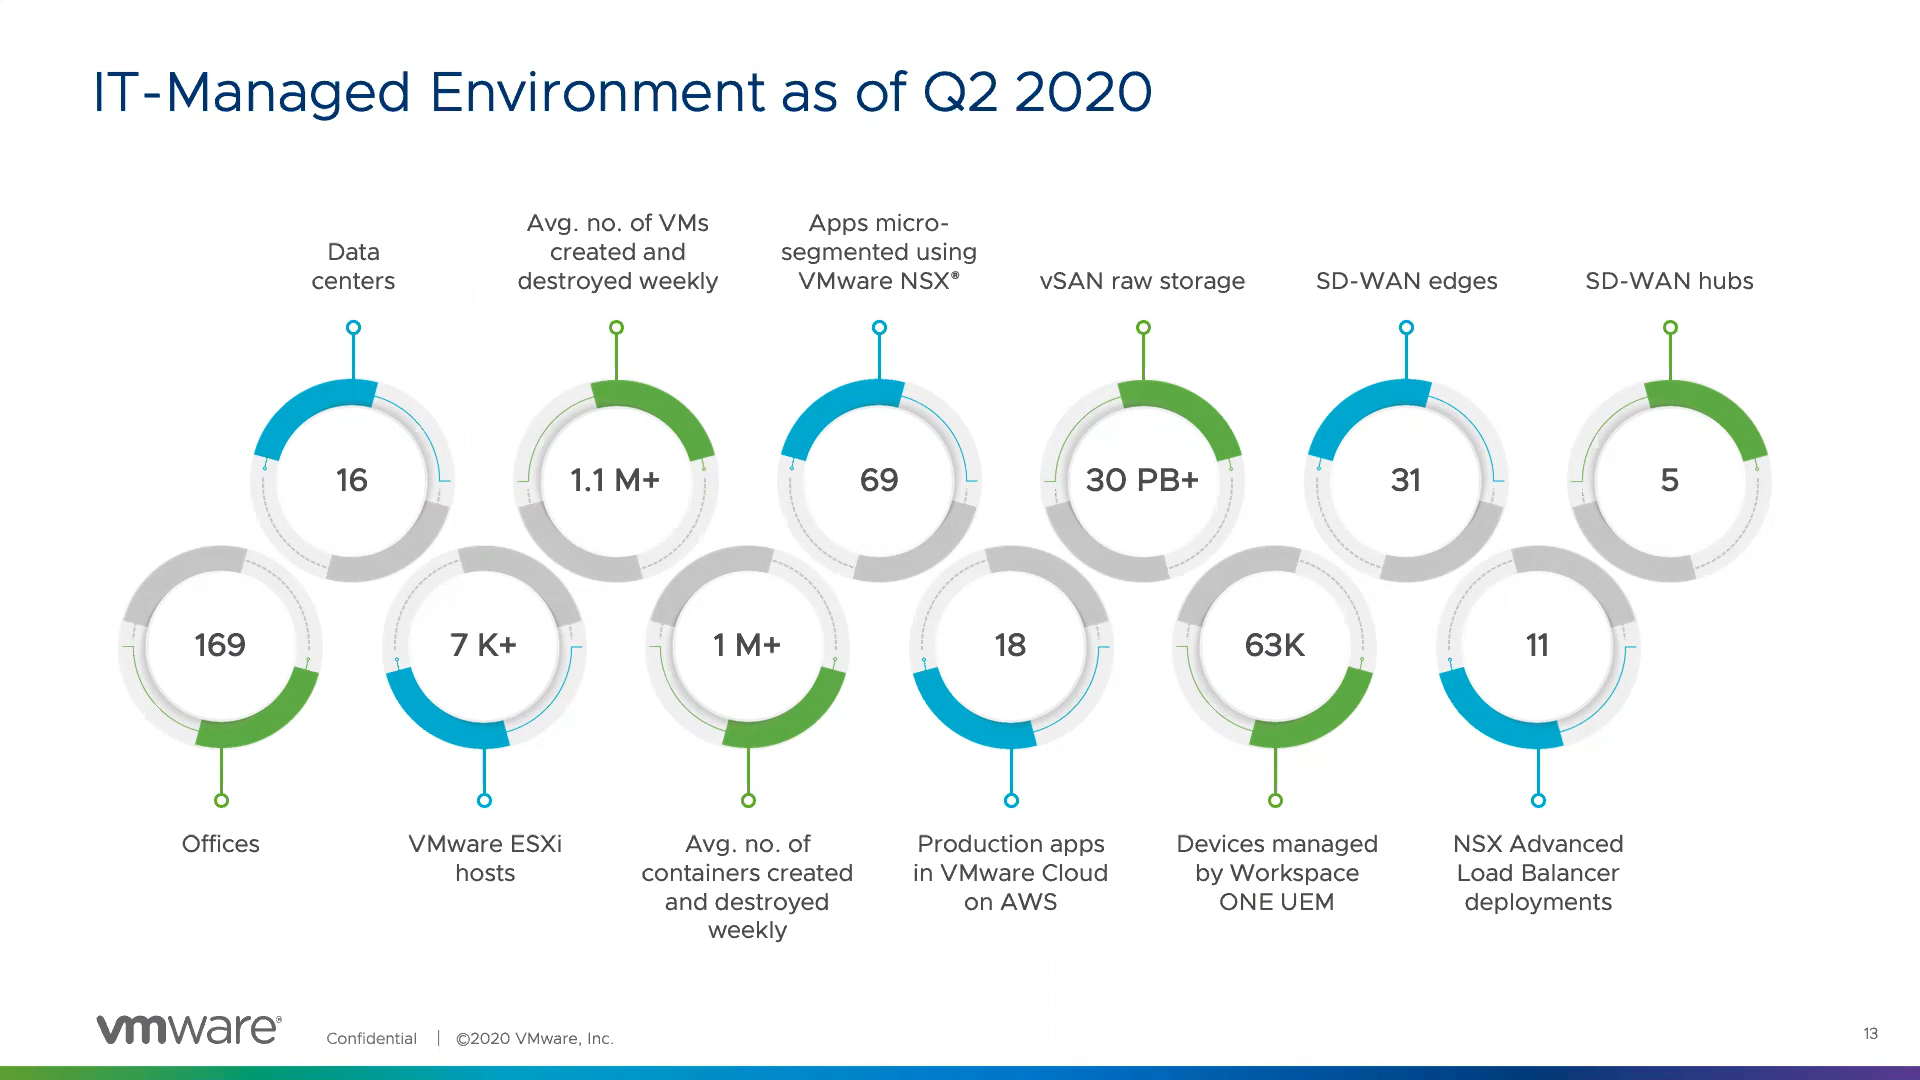 IT-Managed Environment as of Q2 2020
Data
centers
Avg. no. of VMs
created and
destroyed weekly
Apps micro-
segmented using
VMware NSX®
vSAN raw storage
SD-WAN edges
SD-WAN hubs
16
1.1 M+
69
30 PB+
31
5
169
7 K+
1 M+
18
63K
11
Offices
VMware ESXi
hosts
Avg. no. of
containers created
and destroyed
weekly
Production apps
in VMware Cloud
on AWS
Devices managed
by Workspace
ONE UEM
NSX Advanced
Load Balancer
deployments
vmware®
Confidential | ©2020 VMware, Inc.
13